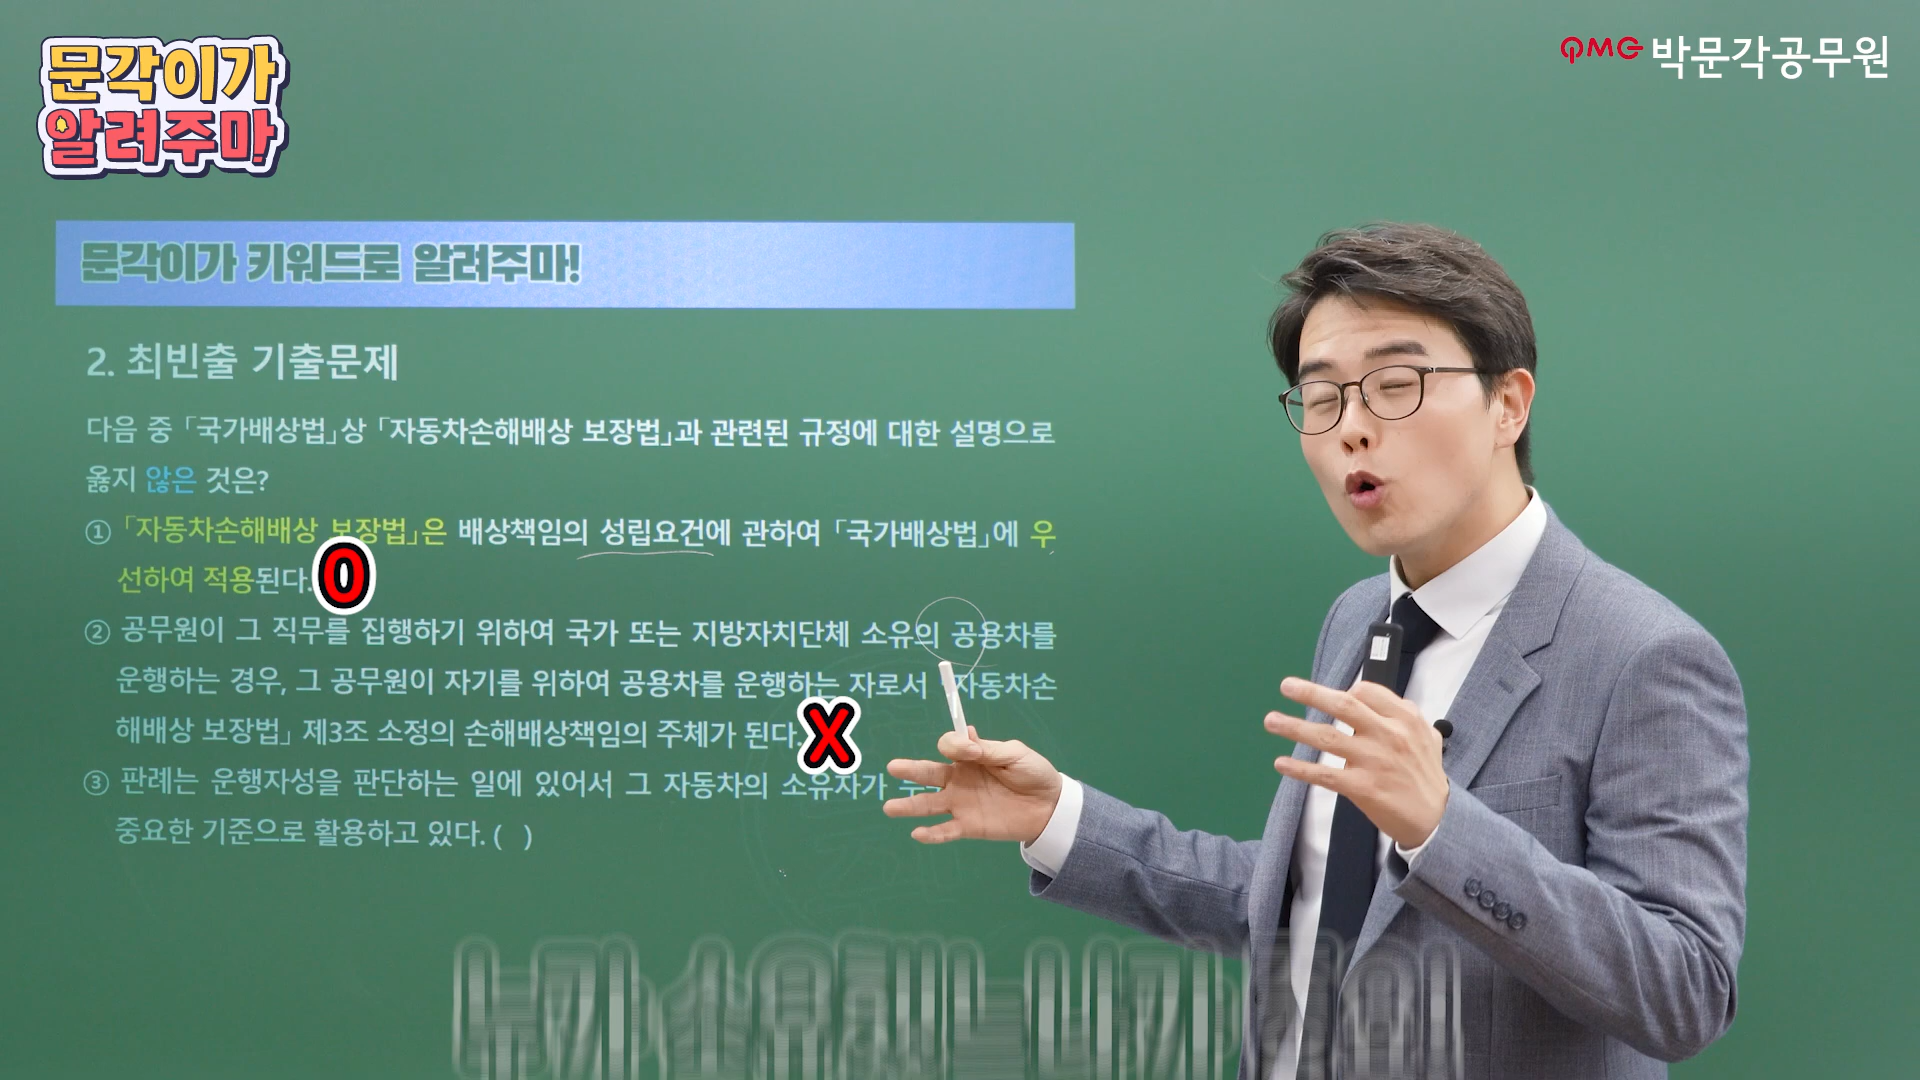 문각이가
알려주마
PMG 박문각공무원
문각이가 키워드로 알려주마!
2. 최빈출 기출문제
다음 중 「국가배상법」상 「자동차손해배상 보장법」과 관련된 규정에 대한 설명으로
옳지 않은 것은?
① 「자동차손해배상 보장법」은 배상책임의 성립요건에 관하여 「국가배상법」에 우
선하여 적용된다. O
② 공무원이 그 직무를 집행하기 위하여 국가 또는 지방자치단체 소유의 공용차를
운행하는 경우, 그 공무원이 자기를 위하여 공용차를 운행하는 자로서 「자동차손
해배상 보장법」 제3조 소정의 손해배상책임의 주체가 된다. X
③ 판례는 운행자성을 판단하는 일에 있어서 그 자동차의 소유자가
중요한 기준으로 활용하고 있다. ( )
누가 소유했느냐가